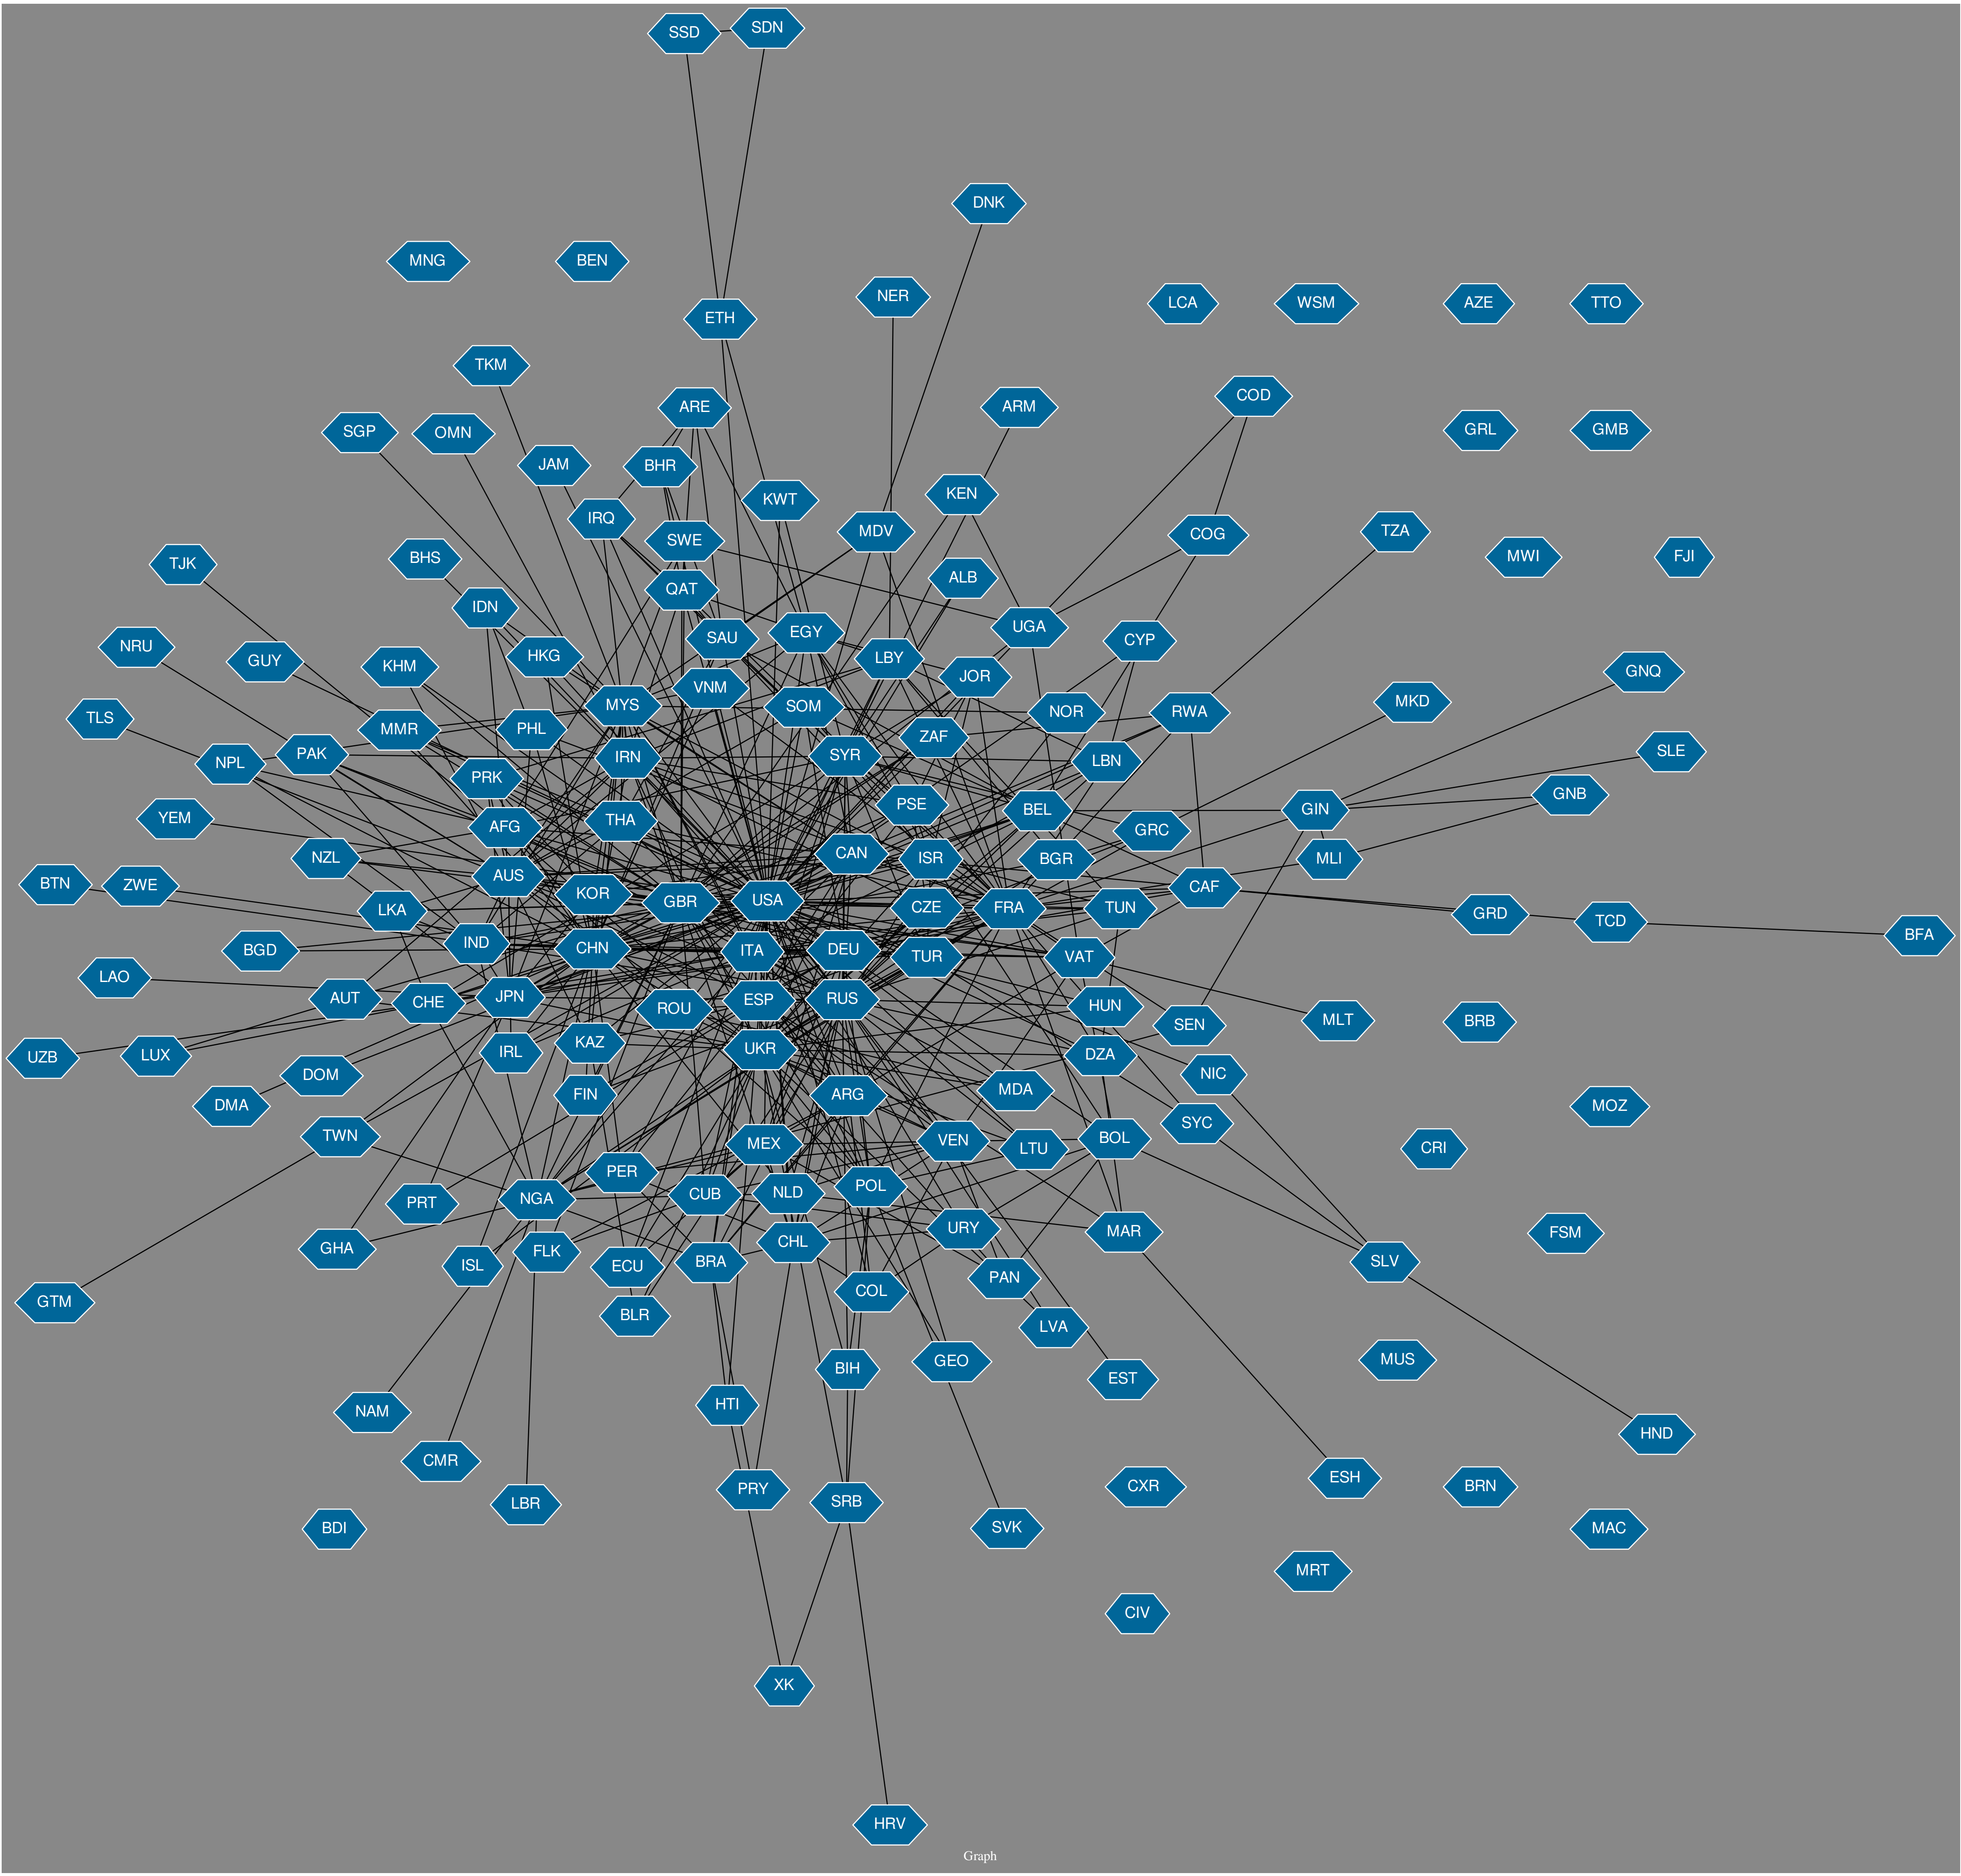 SSD
SDN
DNK
MNG
BEN
NER
LCA
WSM
AZE
TTO
ETH
TKM
COD
ARE
ARM
SGP
OMN
GRL
GMB
JAM
BHR
KEN
KWT
IRQ
MDV
TZA
COG
SWE
BHS
MWI
FJI
TJK
ALB
QAT
IDN
UGA
EGY
SAU
CYP
NRU
HKG
LBY
GUY
KHM
GNQ
JOR
VNM
MKD
MYS
SOM
NOR
RWA
TLS
MMR
PHL
ZAF
SLE
PAK
SYR
IRN
LBN
NPL
PRK
GNB
PSE
BEL
GIN
YEM
THA
AFG
GRC
CAN
NZL
ISR
BGR
MLI
AUS
BTN
ZWE
CAF
KOR
USA
GBR
CZE
FRA
TUN
LKA
GRD
TCD
BFA
IND
CHN
BGD
ITA
DEU
TUR
VAT
LAO
JPN
AUT
CHE
ESP
RUS
ROU
HUN
MLT
BRB
SEN
KAZ
UKR
IRL
UZB
LUX
DZA
DOM
NIC
MDA
FIN
ARG
DMA
MOZ
SYC
TWN
BOL
VEN
MEX
LTU
CRI
PER
POL
NLD
CUB
NGA
PRT
URY
MAR
FSM
CHL
GHA
FLK
BRA
SLV
ISL
ECU
PAN
COL
GTM
BLR
LVA
MUS
GEO
BIH
EST
HTI
NAM
HND
CMR
ESH
CXR
BRN
PRY
SRB
LBR
SVK
BDI
MAC
MRT
CIV
XK
HRV
Graph